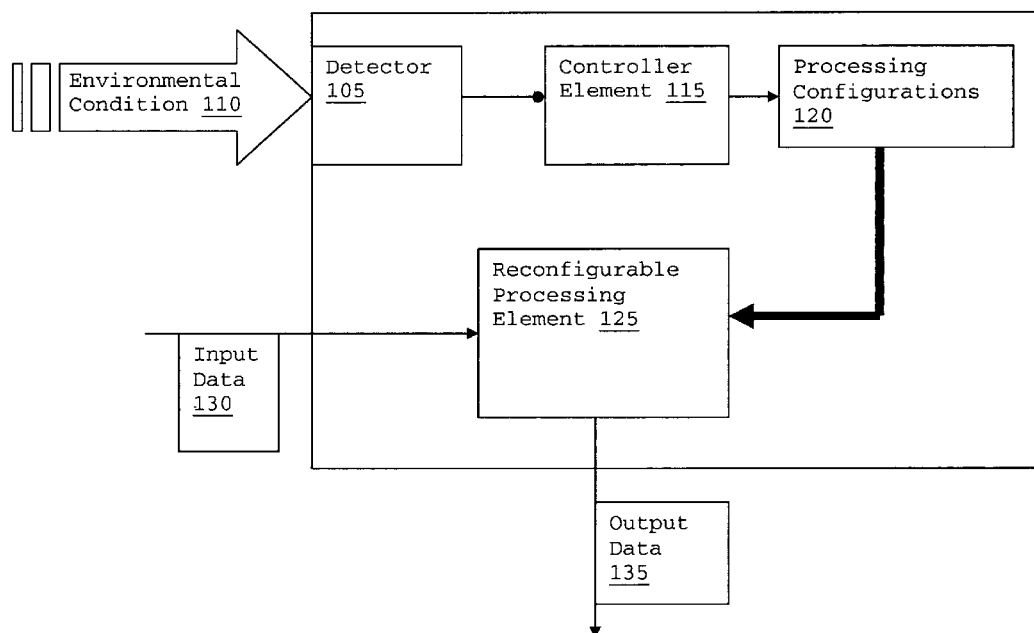 Environmental
Condition 110
Detector
105
Controller
Element 115
Processing
Configurations
120
Reconfigurable
Processing
Element 125
Input
Data
130
Output
Data
135